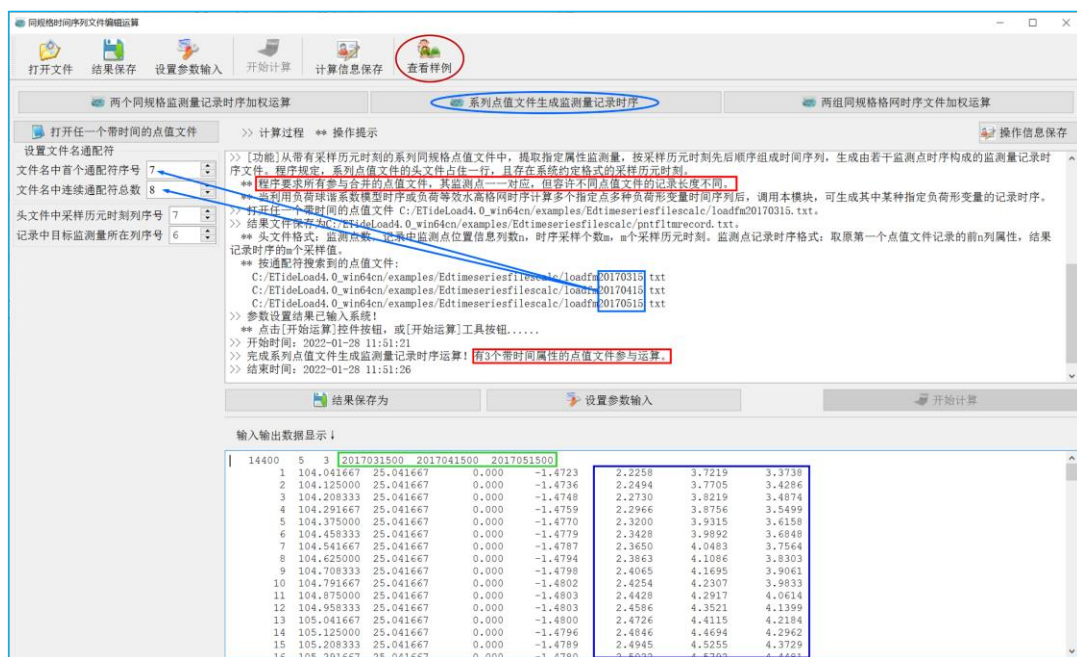 同规格时间序列文件编辑运算
打开文件 结果保存 设置参数输入 开始计算 计算信息保存 查看样例
两个同规格监测量记录时序加权运算 系列点值文件生成监测量记录时序 两组同规格格网时序文件加权运算
打开任一个带时间的点值文件 >> 计算过程 ** 操作提示 操作信息保存
设置文件名通配符
文件名中首个通配符序号 7
文件名中连续通配符总数 8
头文件中采样历元时刻列序号 7
记录中目标监测量所在列序号 6
>> [功能]从带有采样历元时刻的系列同规格点值文件中，提取指定属性监测量，按采样历元时刻先后顺序组成时间序列，生成由若干监测点时序构成的监测量记录时
序文件。程序规定，系列点值文件的头文件占住一行，且存在系统约定格式的采样历元时刻。
** 程序要求所有参与合并的点值文件，其监测点一一对应，但容许不同点值文件的记录长度不同。
** 当利用负荷球谐系数模型时序或负荷等效水高格网时序计算多个指定点多种负荷形变量时间序列后，调用本模块，可生成其中某种指定负荷形变量的记录时序。
>> 打开任一个带时间的点值文件 C:/ETideLoad4.0_win64cn/examples/Edtimeseriesfilescalc/loadfm20170315.txt。
>> 结果文件保存为C:/ETideLoad4.0_win64cn/examples/Edtimeseriesfilescalc/pntfltmrecord.txt。
** 头文件格式：监测点数，记录中监测点位置信息列数n，时序采样个数m，m个采样历元时刻。监测点记录时序格式：取原第一个点值文件记录的前n列属性，结果
记录时序的m个采样值。
** 按通配符搜索到的点值文件:
C:/ETideLoad4.0_win64cn/examples/Edtimeseriesfilescalc/loadfm20170315.txt
C:/ETideLoad4.0_win64cn/examples/Edtimeseriesfilescalc/loadfm20170415.txt
C:/ETideLoad4.0_win64cn/examples/Edtimeseriesfilescalc/loadfm20170515.txt
>> 参数设置结果已输入系统！
** 点击[开始运算]控件按钮，或[开始运算]工具按钮......
>> 开始时间：2022-01-28 11:51:21
>> 完成系列点值文件生成监测量记录时序运算！有3个带时间属性的点值文件参与运算。
>> 结束时间：2022-01-28 11:51:26
结果保存为 设置参数输入 开始计算
输入输出数据显示↓
14400 5 3 2017031500 2017041500 2017051500
1 104.041667 25.041667 0.000 -1.4723 2.2258 3.7219 3.3738
2 104.125000 25.041667 0.000 -1.4736 2.2494 3.7705 3.4286
3 104.208333 25.041667 0.000 -1.4748 2.2730 3.8219 3.4874
4 104.291667 25.041667 0.000 -1.4759 2.2966 3.8756 3.5499
5 104.375000 25.041667 0.000 -1.4770 2.3200 3.9315 3.6158
6 104.458333 25.041667 0.000 -1.4779 2.3428 3.9892 3.6848
7 104.541667 25.041667 0.000 -1.4787 2.3650 4.0483 3.7564
8 104.625000 25.041667 0.000 -1.4794 2.3863 4.1086 3.8303
9 104.708333 25.041667 0.000 -1.4798 2.4065 4.1695 3.9061
10 104.791667 25.041667 0.000 -1.4802 2.4254 4.2307 3.9833
11 104.875000 25.041667 0.000 -1.4803 2.4428 4.2917 4.0614
12 104.958333 25.041667 0.000 -1.4803 2.4586 4.3521 4.1399
13 105.041667 25.041667 0.000 -1.4800 2.4726 4.4115 4.2184
14 105.125000 25.041667 0.000 -1.4796 2.4846 4.4694 4.2962
15 105.208333 25.041667 0.000 -1.4789 2.4945 4.5255 4.3729